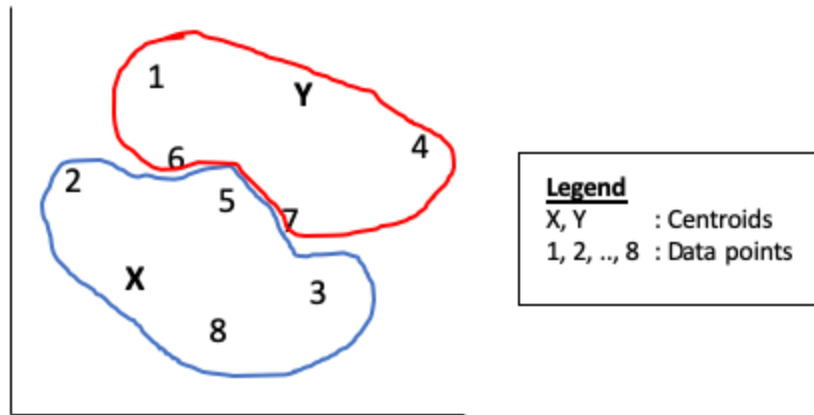 1
Y
6
4
2
5
7
X
3
8
Legend
X, Y : Centroids
1, 2, .., 8 : Data points